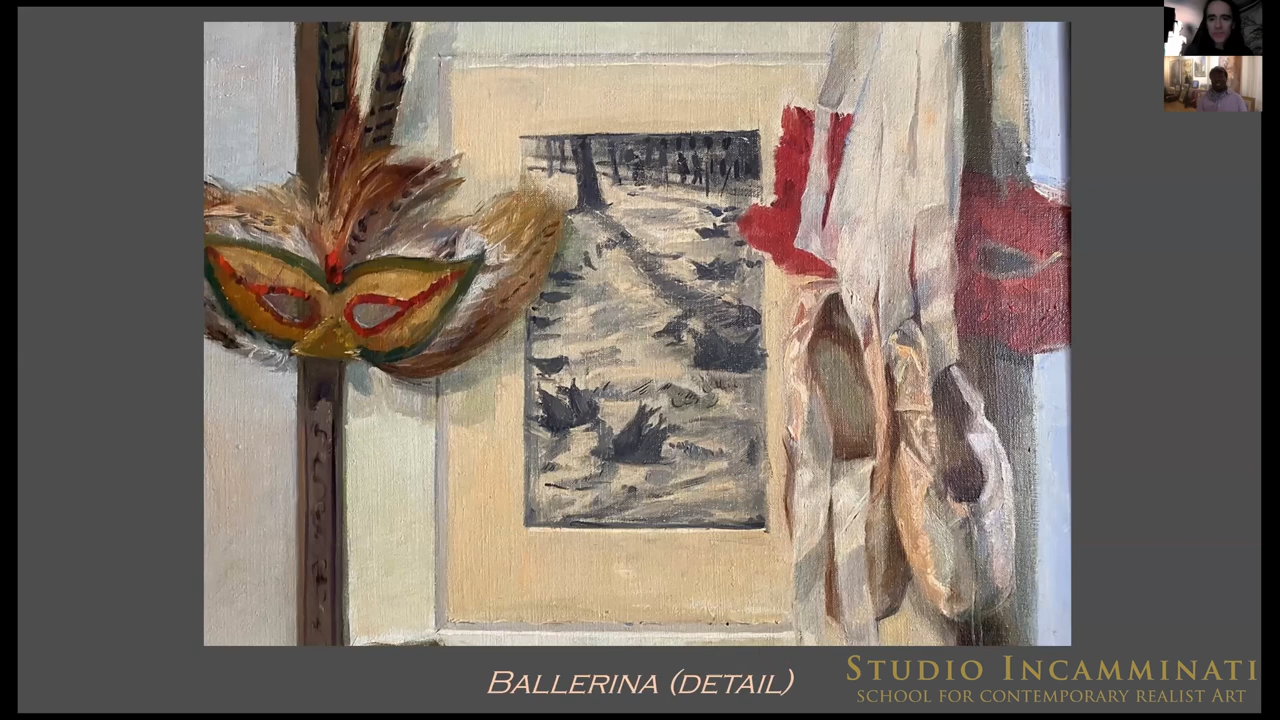 Ballerina (detail)
Studio Incamminati
School for Contemporary Realist Art